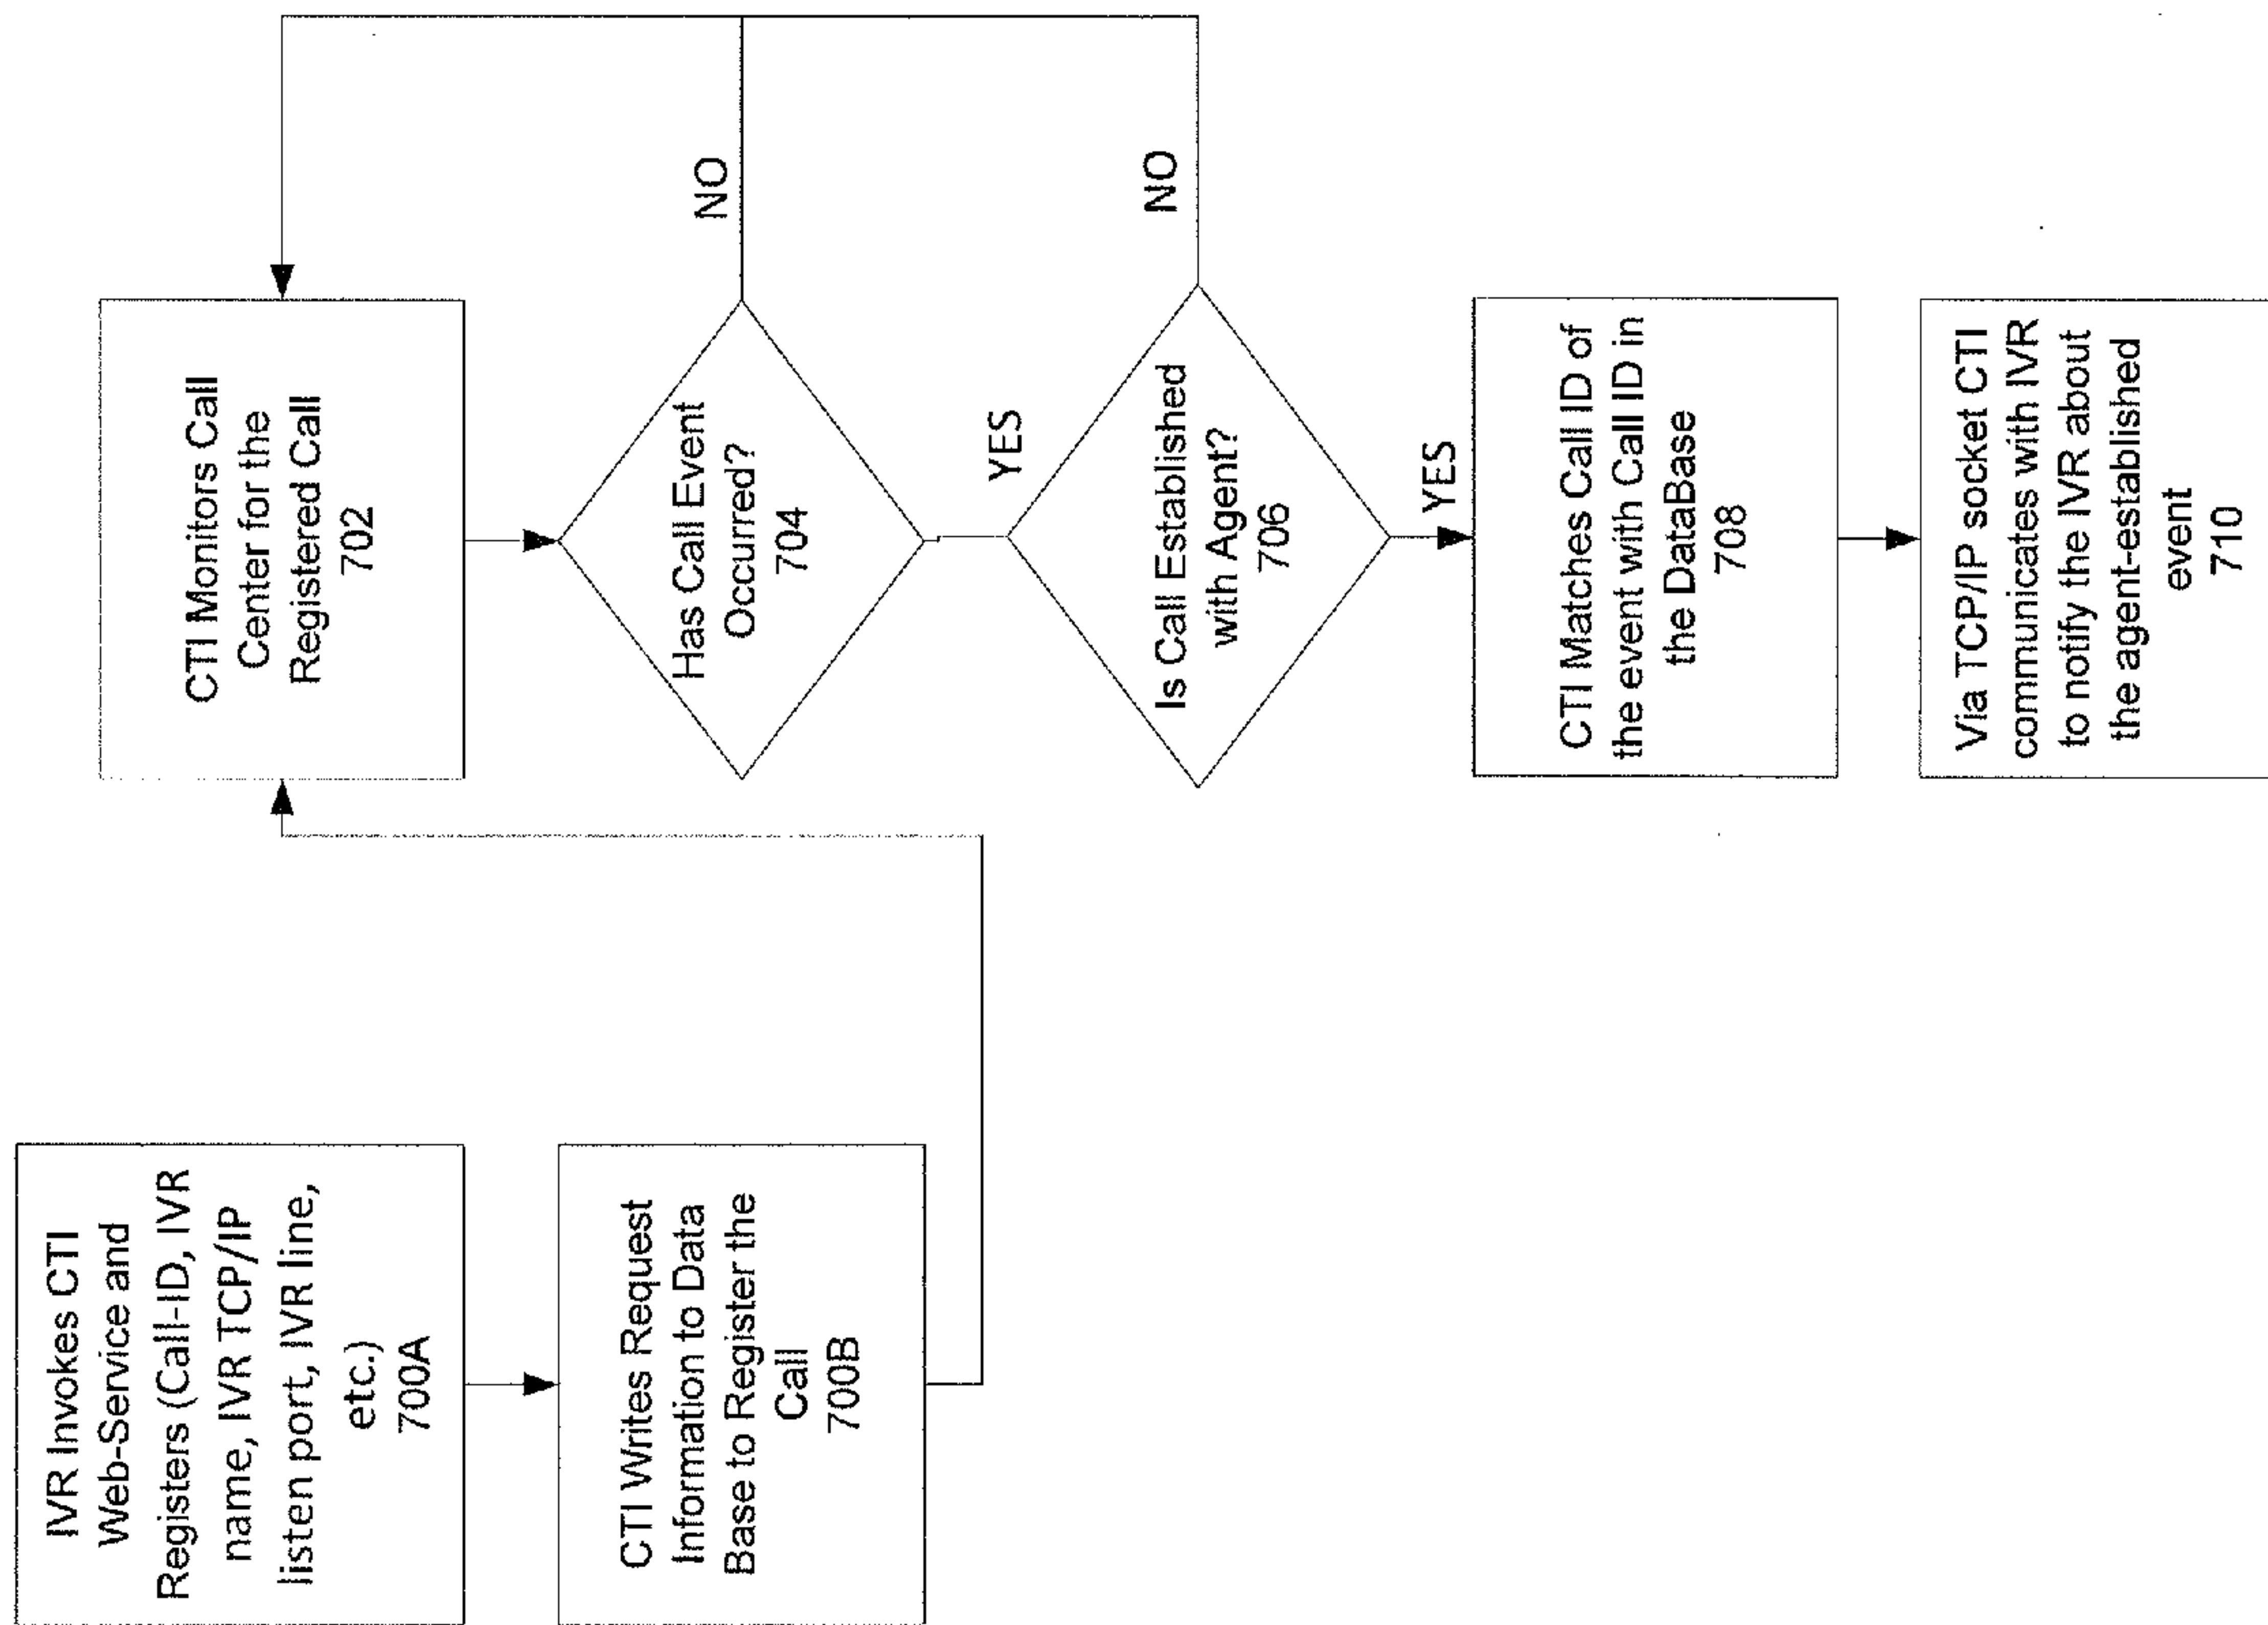 IVR Invokes CTI
Web-Service and
Registers (Call-ID, IVR
name, IVR TCP/IP
listen port, IVR line,
etc.)
700A
CTI Writes Request
Information to Data
Base to Register the
Call
700B
CTI Monitors Call
Center for the
Registered Call
702
Has Call Event
Occurred?
704
NO
YES
Is Call Established
with Agent?
706
NO
YES
CTI Matches Call ID of
the event with Call ID in
the DataBase
708
Via TCP/IP socket CTI
communicates with IVR
to notify the IVR about
the agent-established
event
710